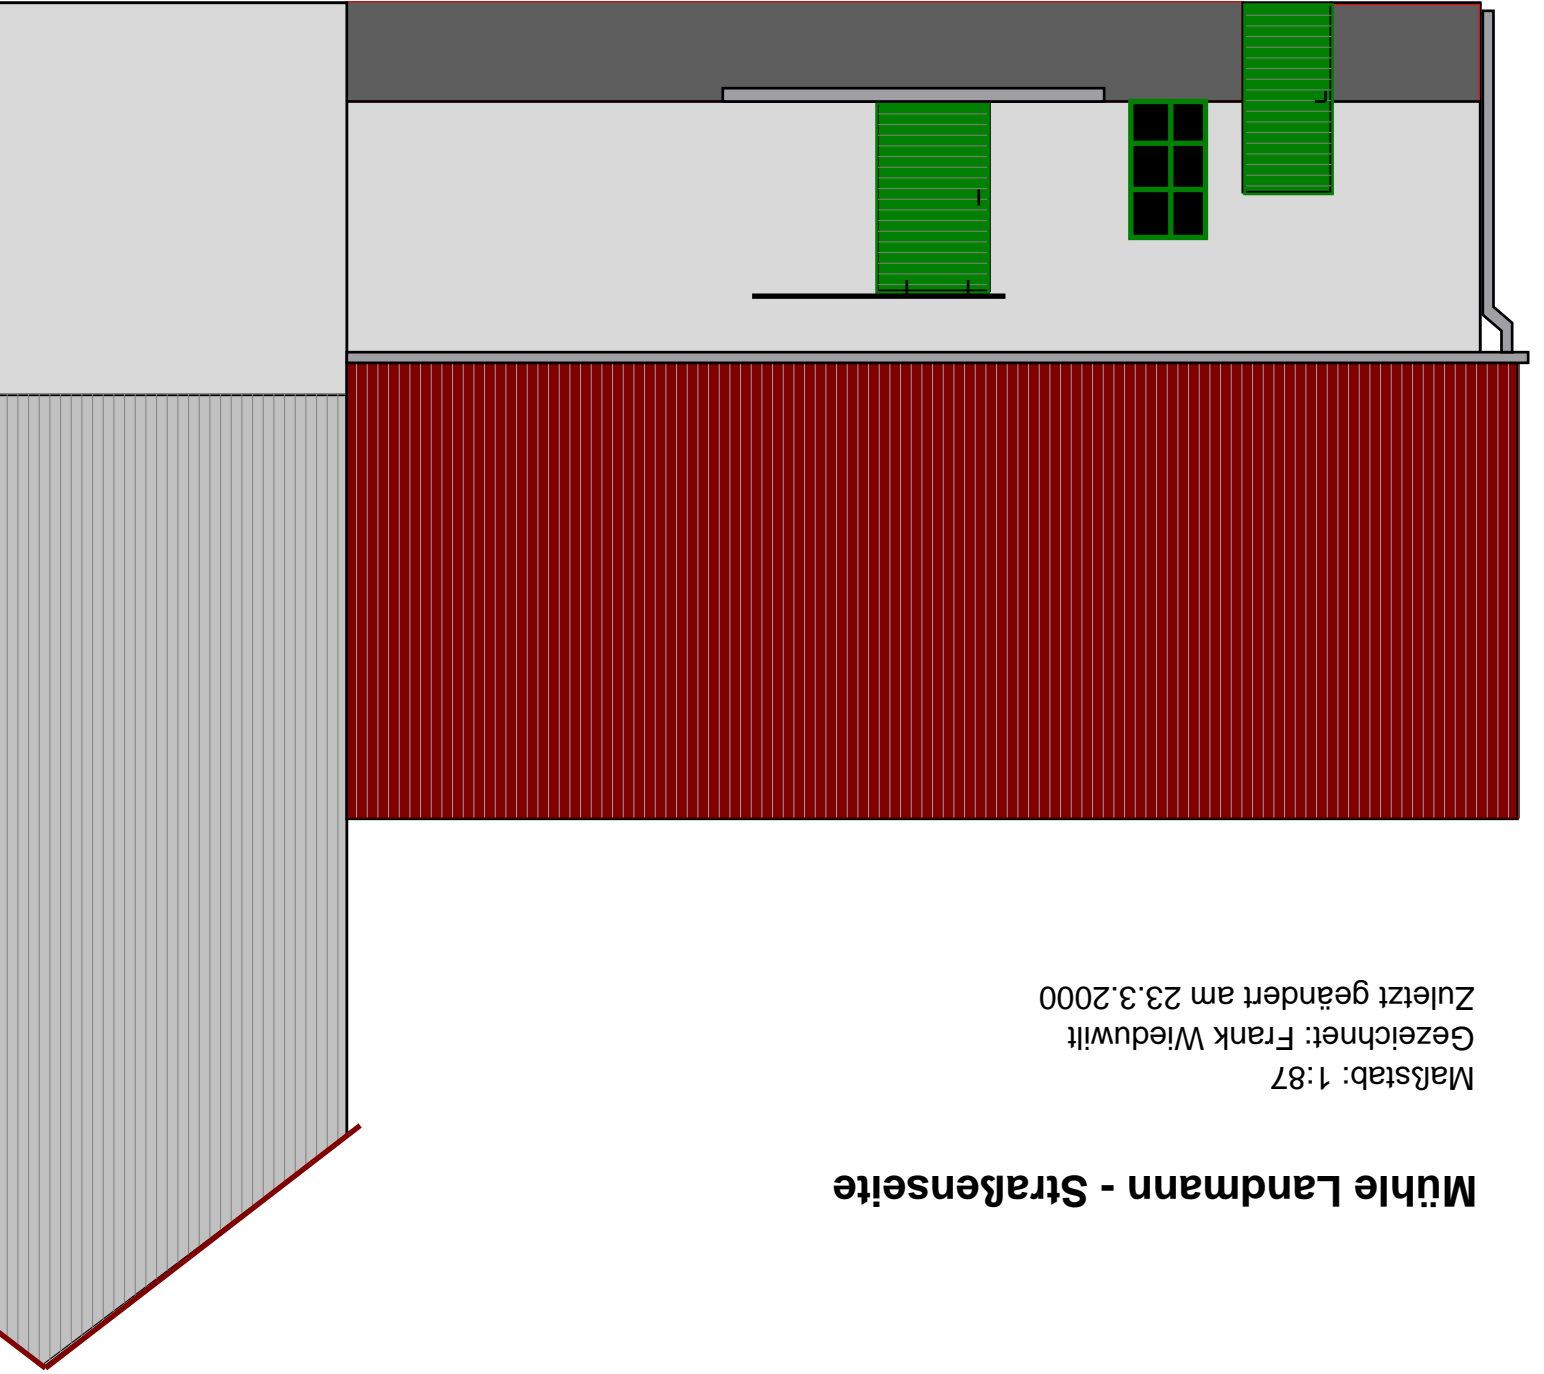 Mühle Landmann - Straßenseite
Maßstab: 1:87
Gezeichnet: Frank Wieduwilt
Zuletzt geändert am 23.3.2000